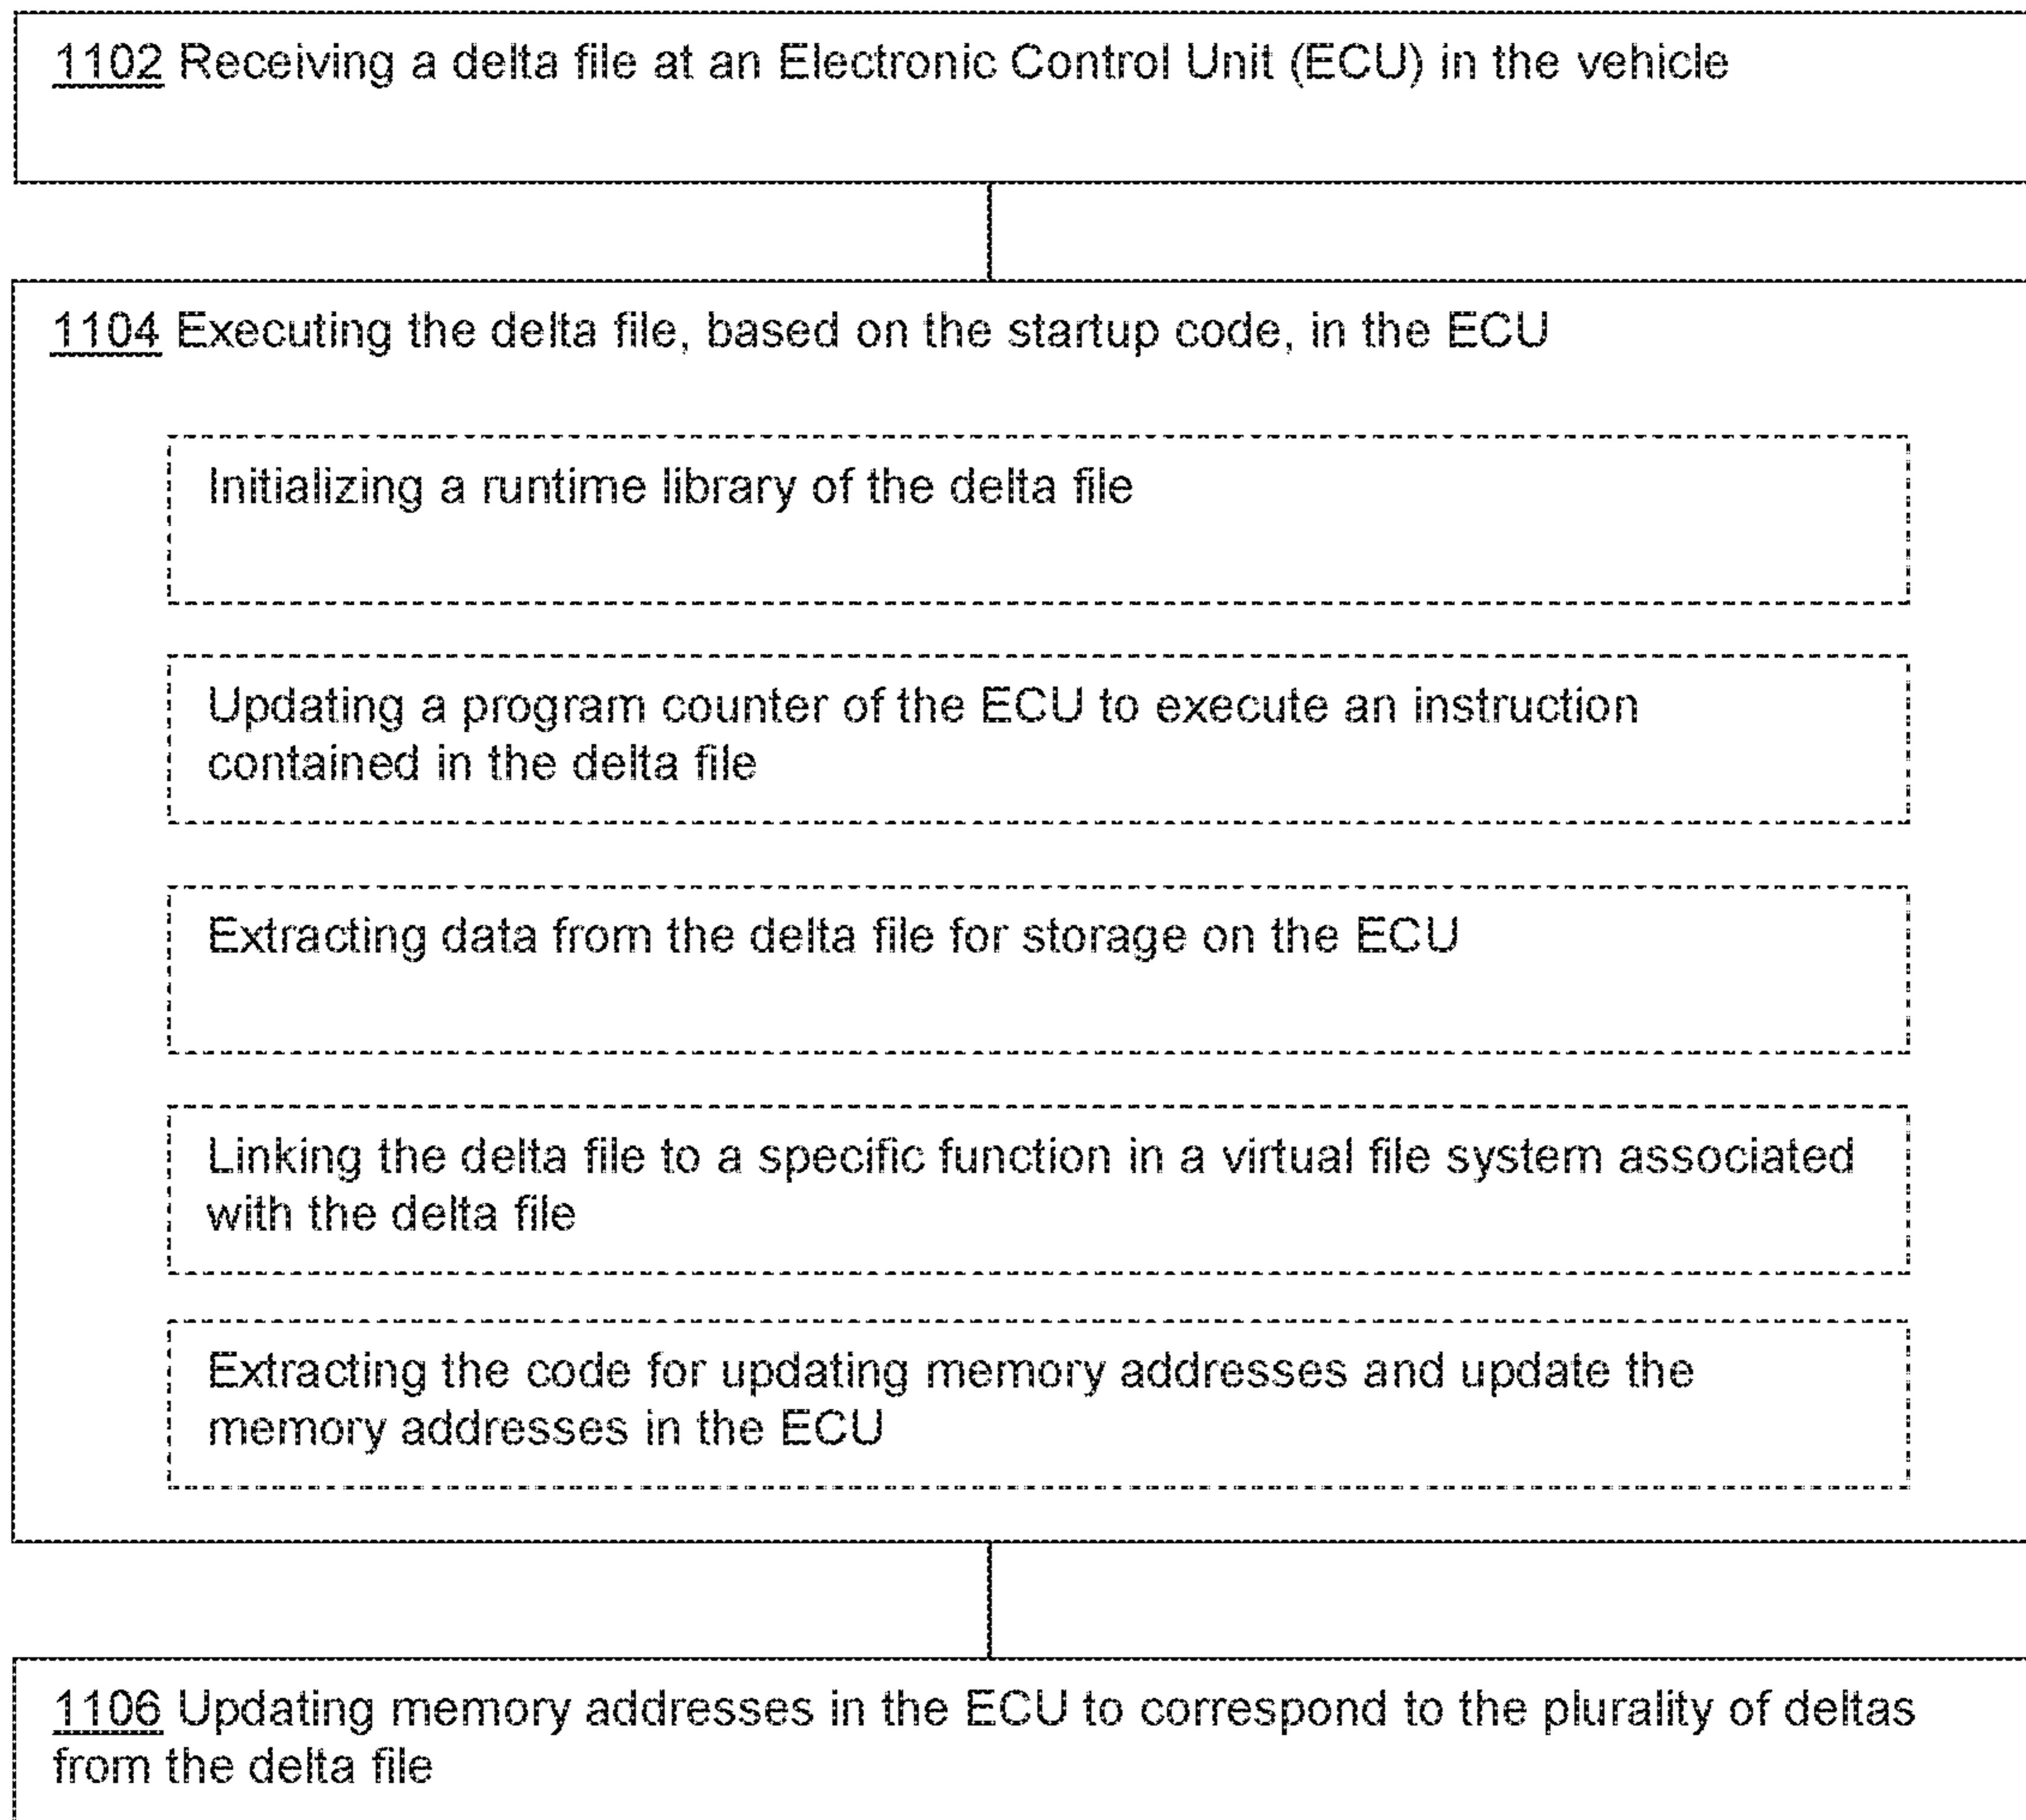 1102 Receiving a delta file at an Electronic Control Unit (ECU) in the vehicle
1104 Executing the delta file, based on the startup code, in the ECU
Initializing a runtime library of the delta file
Updating a program counter of the ECU to execute an instruction
contained in the delta file
Extracting data from the delta file for storage on the ECU
Linking the delta file to a specific function in a virtual file system associated
with the delta file
Extracting the code for updating memory addresses and update the
memory addresses in the ECU
1106 Updating memory addresses in the ECU to correspond to the plurality of deltas
from the delta file